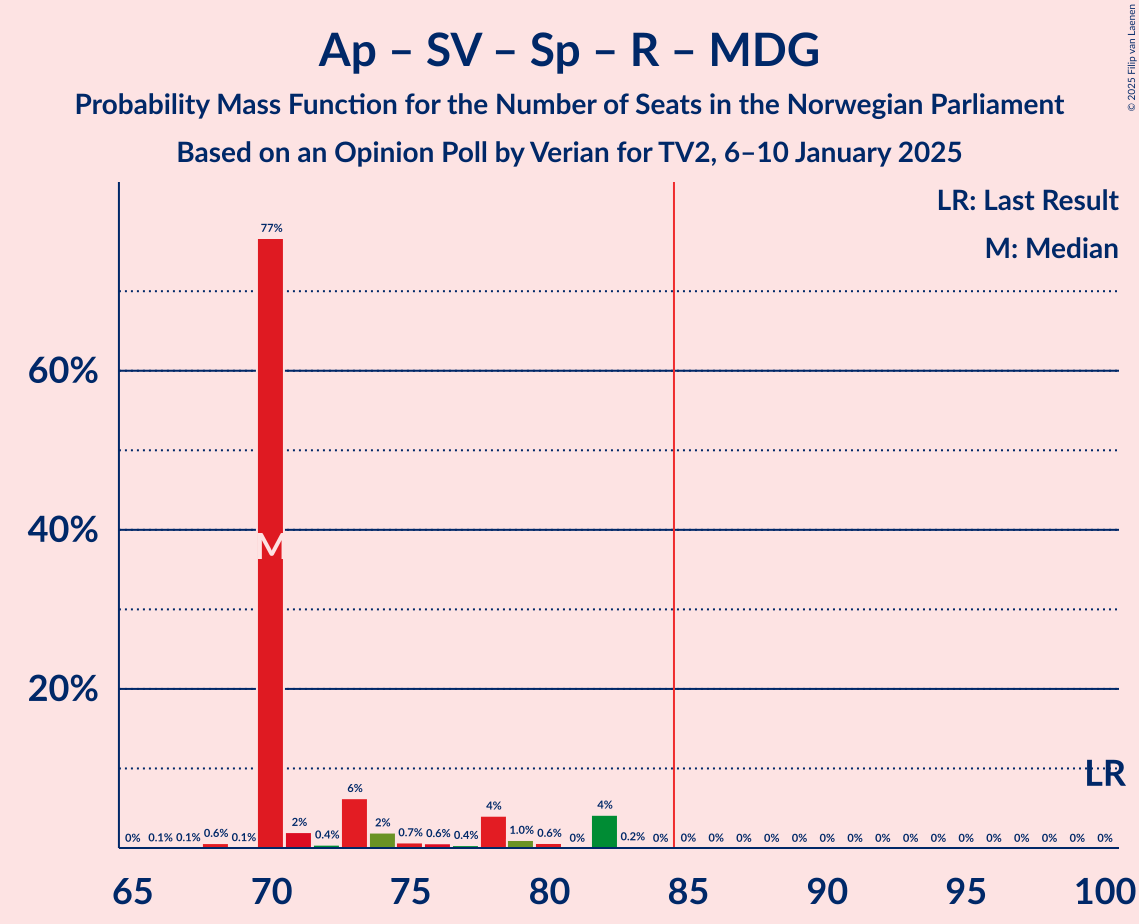 Ap – SV – Sp – R – MDG
Probability Mass Function for the Number of Seats in the Norwegian Parliament
Based on an Opinion Poll by Verian for TV2, 6–10 January 2025
© 2025 Filip van Laenen
LR: Last Result
M: Median
77%
60%
M
40%
20%
LR
0% 0.1% 0.1% 0.6% 0.1% 2% 0.4% 6% 2% 0.7% 0.6% 0.4% 4% 1.0% 0.6% 0% 4% 0.2% 0% 0% 0% 0% 0% 0% 0% 0% 0% 0% 0% 0% 0% 0% 0% 0%
65 70 75 80 85 90 95 100